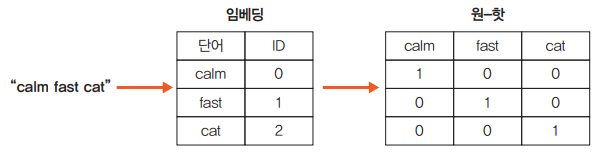 임베딩
원-핫
"calm fast cat"
단어 ID
calm 0
fast 1
cat 2
calm fast cat
1 0 0
0 1 0
0 0 1